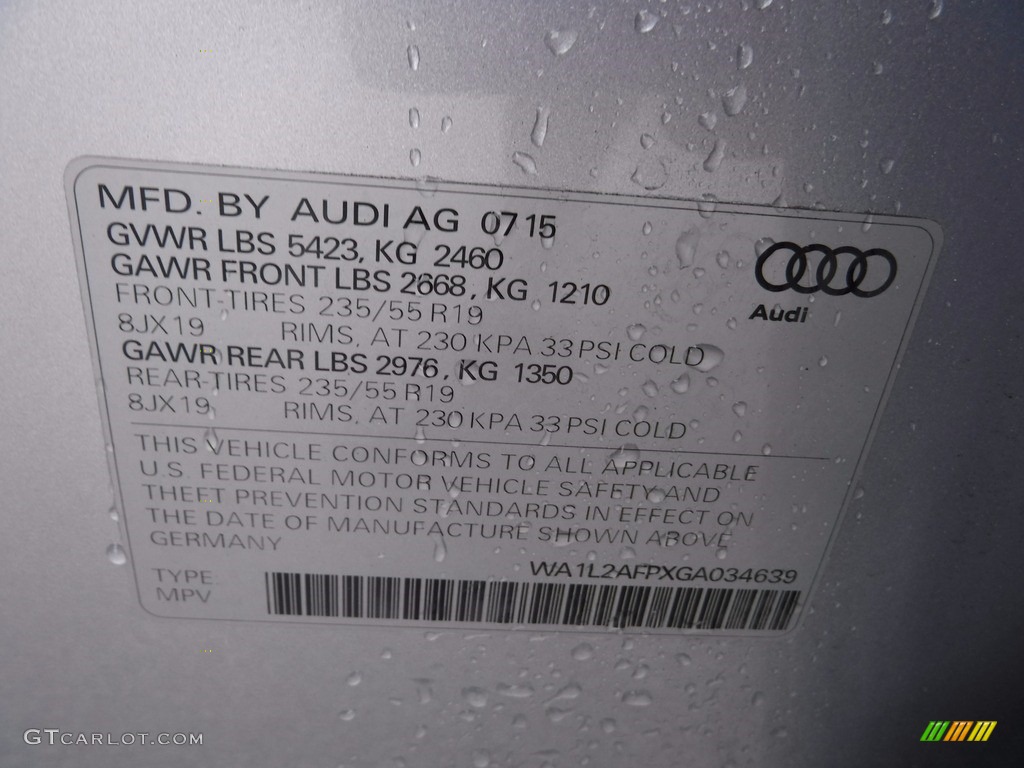 MFD. BY AUDI AG 0715
GVWR LBS 5423, KG 2460
GAWR FRONT LBS 2668, KG 1210
FRONT-TIRES 235/55 R19
8JX19 RIMS, AT 230 KPA 33 PSI COLD
GAWR REAR LBS 2976, KG 1350
REAR-TIRES 235/55 R19
8JX19 RIMS, AT 230 KPA 33 PSI COLD
Audi
THIS VEHICLE CONFORMS TO ALL APPLICABLE
U.S. FEDERAL MOTOR VEHICLE SAFETY AND
THEFT PREVENTION STANDARDS IN EFFECT ON
THE DATE OF MANUFACTURE SHOWN ABOVE
GERMANY
WA1L2AFPXGA034639
TYPE
MPV
GTCARLOT.COM